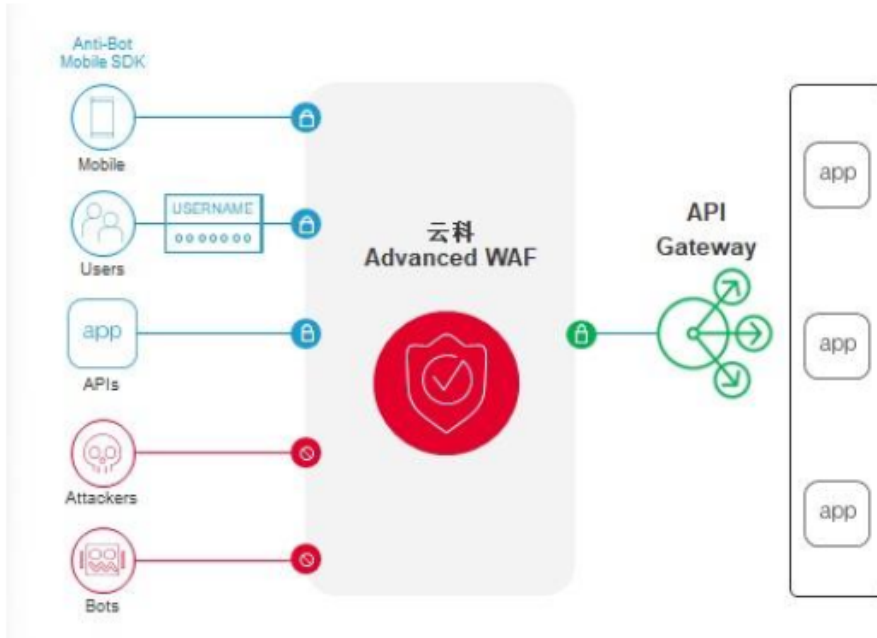 Anti-Bot
Mobile SDK
Mobile
USERNAME
Users
app
APIs
Attackers
Bots
云科
Advanced WAF
API
Gateway
app
app
app